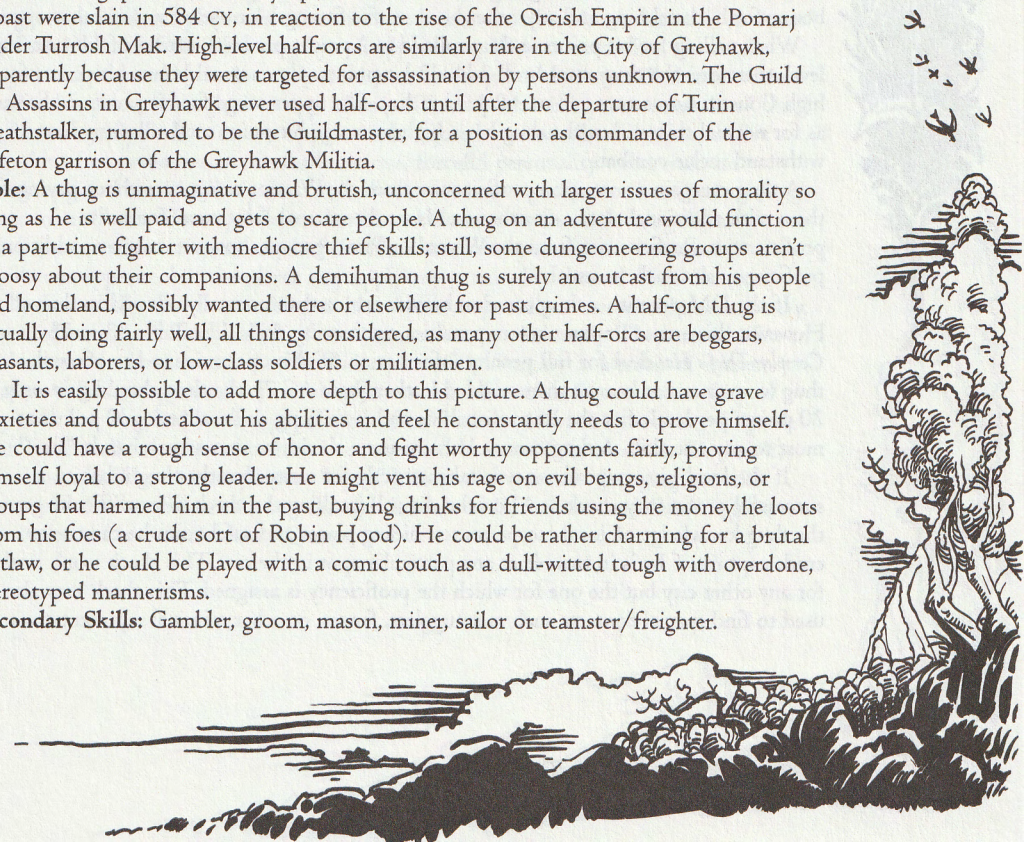 oast were slain in 584 CY, in reaction to the rise of the Orcish Empire in the Pomarj
der Turrosh Mak. High-level half-orcs are similarly rare in the City of Greyhawk,
parently because they were targeted for assassination by persons unknown. The Guild
Assassins in Greyhawk never used half-orcs until after the departure of Turin
eathstalker, rumored to be the Guildmaster, for a position as commander of the
feton garrison of the Greyhawk Militia.
ole: A thug is unimaginative and brutish, unconcerned with larger issues of morality so
ng as he is well paid and gets to scare people. A thug on an adventure would function
a part-time fighter with mediocre thief skills; still, some dungeoneering groups aren't
oosy about their companions. A demihuman thug is surely an outcast from his people
d homeland, possibly wanted there or elsewhere for past crimes. A half-orc thug is
tually doing fairly well, all things considered, as many other half-orcs are beggars,
asants, laborers, or low-class soldiers or militiamen.
It is easily possible to add more depth to this picture. A thug could have grave
xieties and doubts about his abilities and feel he constantly needs to prove himself.
e could have a rough sense of honor and fight worthy opponents fairly, proving
mself loyal to a strong leader. He might vent his rage on evil beings, religions, or
oups that harmed him in the past, buying drinks for friends using the money he loots
om his foes (a crude sort of Robin Hood). He could be rather charming for a brutal
tlaw, or he could be played with a comic touch as a dull-witted tough with overdone,
ereotyped mannerisms.
condary Skills: Gambler, groom, mason, miner, sailor or teamster/freighter.